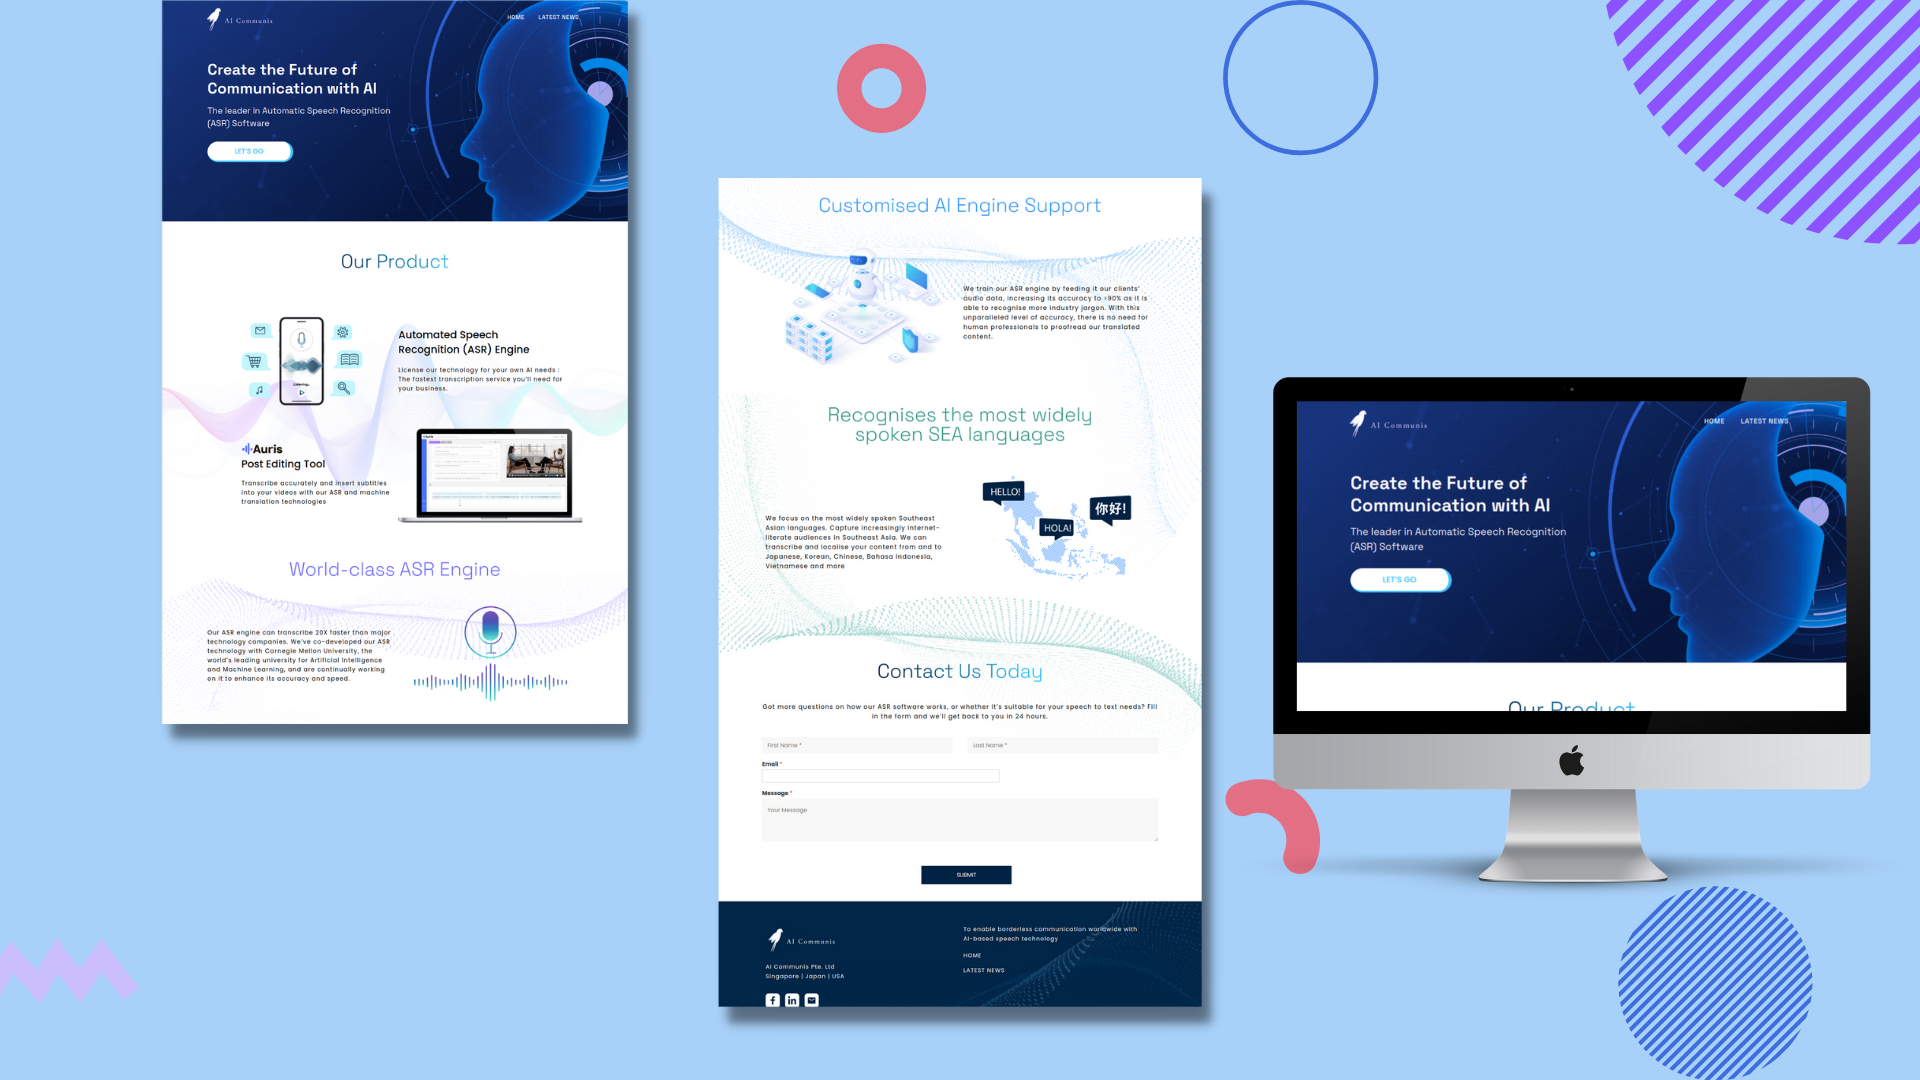 AI Communis
HOME
LATEST NEWS
Create the Future of
Communication with AI
The leader in Automatic Speech Recognition
(ASR) Software
LET'S GO
Our Product
Listening...
Automated Speech
Recognition (ASR) Engine
License our technology for your own AI needs :
The fastest transcription service you'll need for
your business.
Auris
Post Editing Tool
Transcribe accurately and insert subtitles
into your videos with our ASR and machine
translation technologies
World-class ASR Engine
Our ASR engine can transcribe 20X faster than major
technology companies. We've co-developed our ASR
technology with Carnegie Mellon University, the
world's leading university for Artificial Intelligence
and Machine Learning, and are continually working
on it to enhance its accuracy and speed.
Customised AI Engine Support
We train our ASR engine by feeding it our clients'
audio data, increasing its accuracy to >90% as it is
able to recognise more industry jargon. With this
unparalleled level of accuracy, there is no need for
human professionals to proofread our translated
content.
Recognises the most widely
spoken SEA languages
HELLO!
你好!
HOLA!
We focus on the most widely spoken Southeast
Asian languages. Capture increasingly internet-
literate audiences in Southeast Asia. We can
transcribe and localise your content from and to
Japanese, Korean, Chinese, Bahasa Indonesia,
Vietnamese and more
Contact Us Today
Got more questions on how our ASR software works, or whether it's suitable for your speech to text needs? Fill
in the form and we'll get back to you in 24 hours.
First Name *
Last Name *
Email *
Message *
Your Message
SUBMIT
AI Communis
To enable borderless communication worldwide with
AI-based speech technology
HOME
LATEST NEWS
AI Communis Pte. Ltd
Singapore | Japan | USA
AI Communis
HOME
LATEST NEWS
Create the Future of
Communication with AI
The leader in Automatic Speech Recognition
(ASR) Software
LET'S GO
Our Product